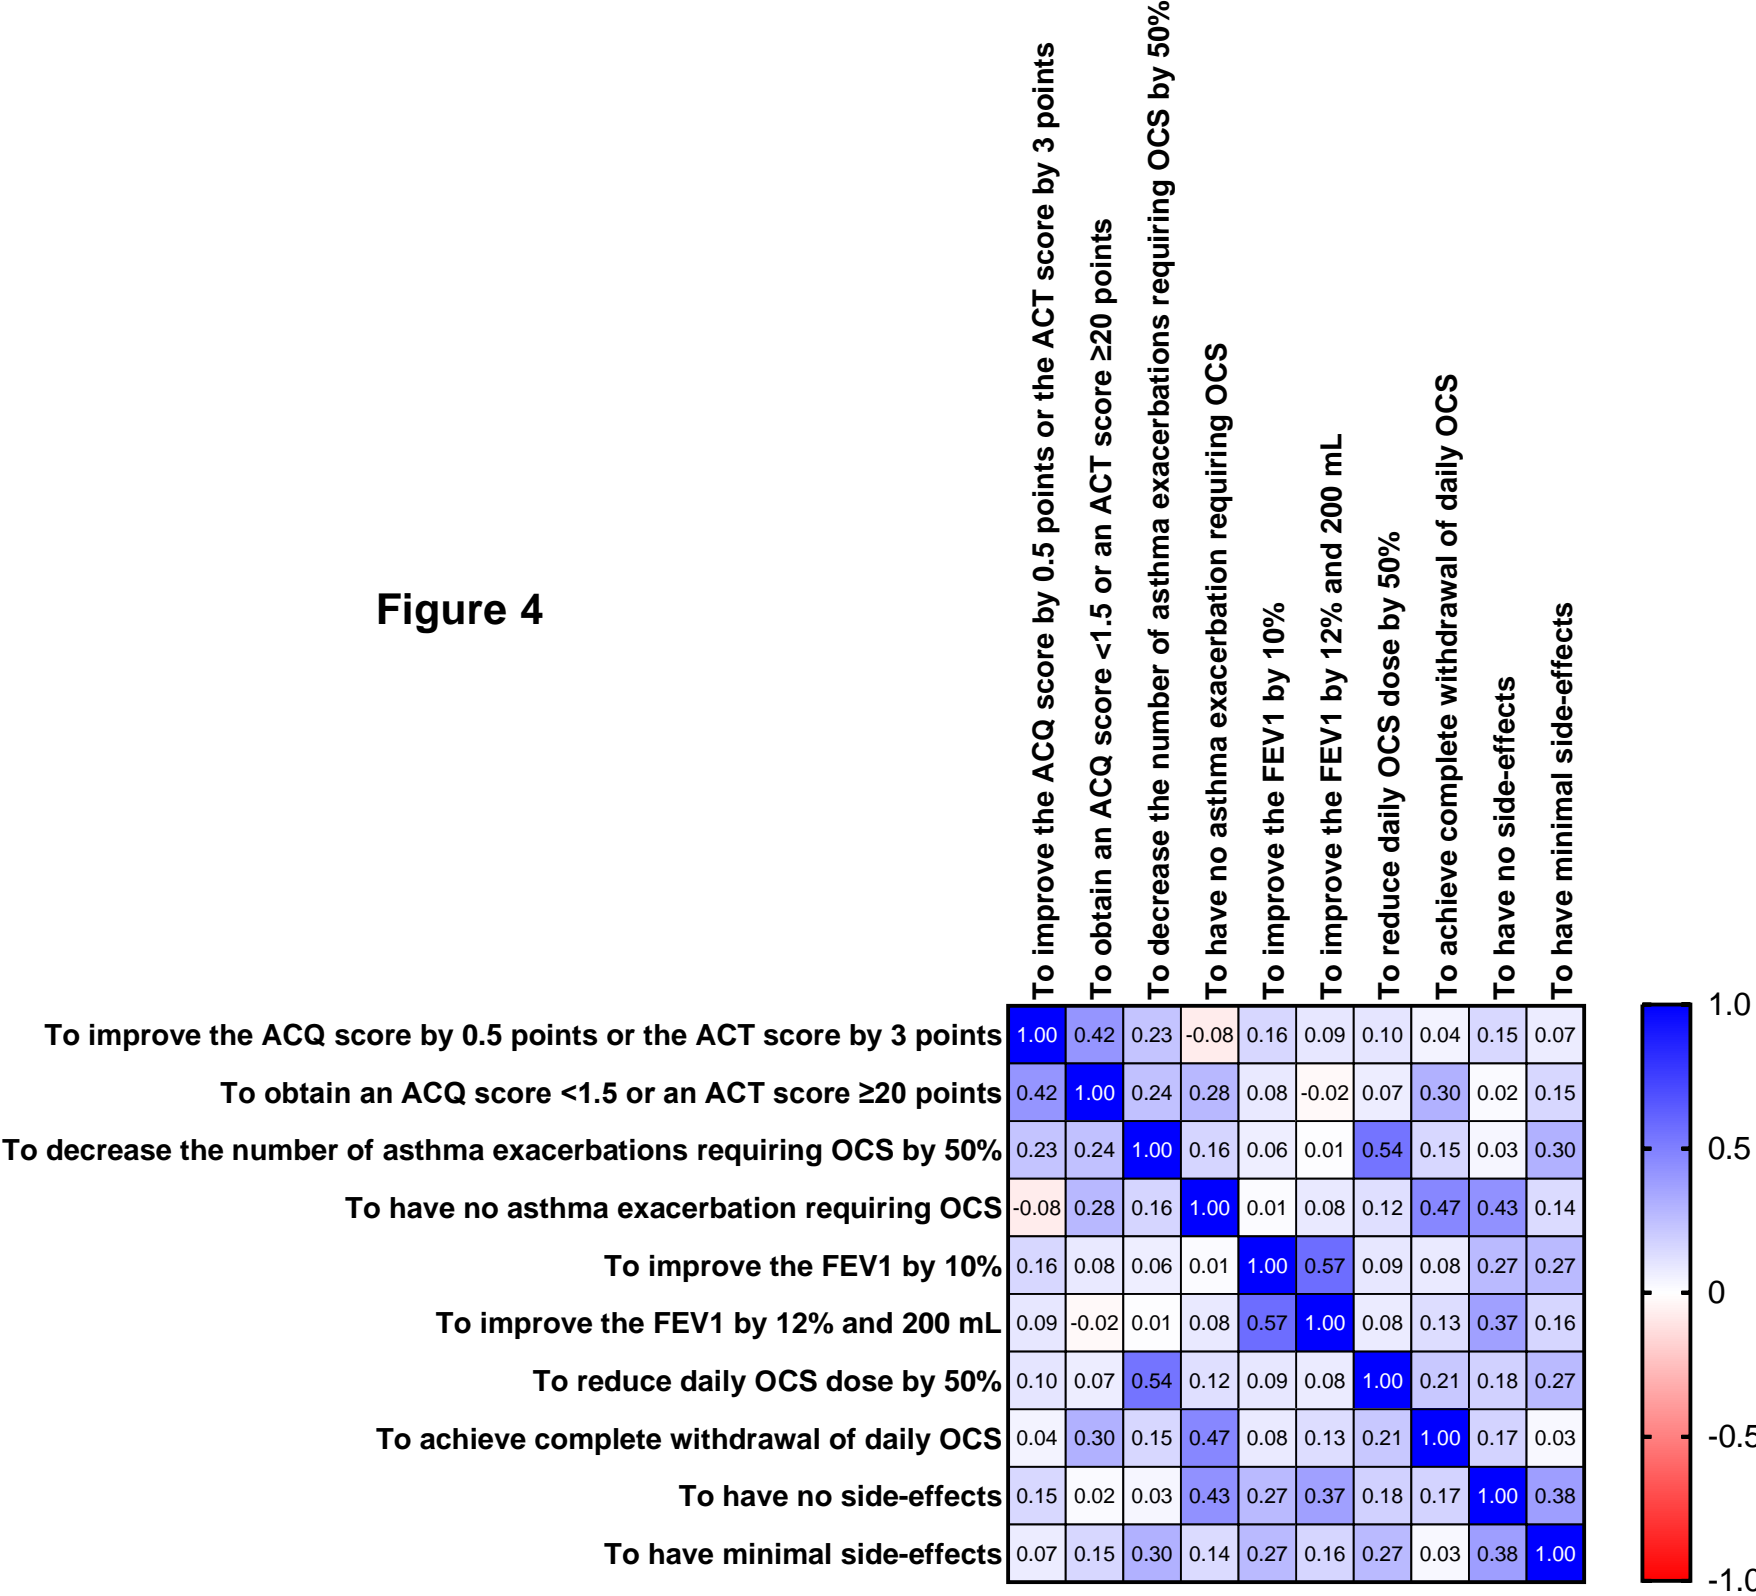 To improve the ACQ score by 0.5 points or the ACT score by 3 points
To obtain an ACQ score <1.5 or an ACT score ≥20 points
To decrease the number of asthma exacerbations requiring OCS by 50%
To have no asthma exacerbation requiring OCS
To improve the FEV1 by 10%
To improve the FEV1 by 12% and 200 mL
To reduce daily OCS dose by 50%
To achieve complete withdrawal of daily OCS
To have no side-effects
To have minimal side-effects
Figure 4
To improve the ACQ score by 0.5 points or the ACT score by 3 points 1.00 0.42 0.23 -0.08 0.16 0.09 0.10 0.04 0.15 0.07
To obtain an ACQ score <1.5 or an ACT score ≥20 points 0.42 1.00 0.24 0.28 0.08 -0.02 0.07 0.30 0.02 0.15
To decrease the number of asthma exacerbations requiring OCS by 50% 0.23 0.24 1.00 0.16 0.06 0.01 0.54 0.15 0.03 0.30
To have no asthma exacerbation requiring OCS -0.08 0.28 0.16 1.00 0.01 0.08 0.12 0.47 0.43 0.14
To improve the FEV1 by 10% 0.16 0.08 0.06 0.01 1.00 0.57 0.09 0.08 0.27 0.27
To improve the FEV1 by 12% and 200 mL 0.09 -0.02 0.01 0.08 0.57 1.00 0.08 0.13 0.37 0.16
To reduce daily OCS dose by 50% 0.10 0.07 0.54 0.12 0.09 0.08 1.00 0.21 0.18 0.27
To achieve complete withdrawal of daily OCS 0.04 0.30 0.15 0.47 0.08 0.13 0.21 1.00 0.17 0.03
To have no side-effects 0.15 0.02 0.03 0.43 0.27 0.37 0.18 0.17 1.00 0.38
To have minimal side-effects 0.07 0.15 0.30 0.14 0.27 0.16 0.27 0.03 0.38 1.00
1.0
0.5
0
-0.5
-1.0